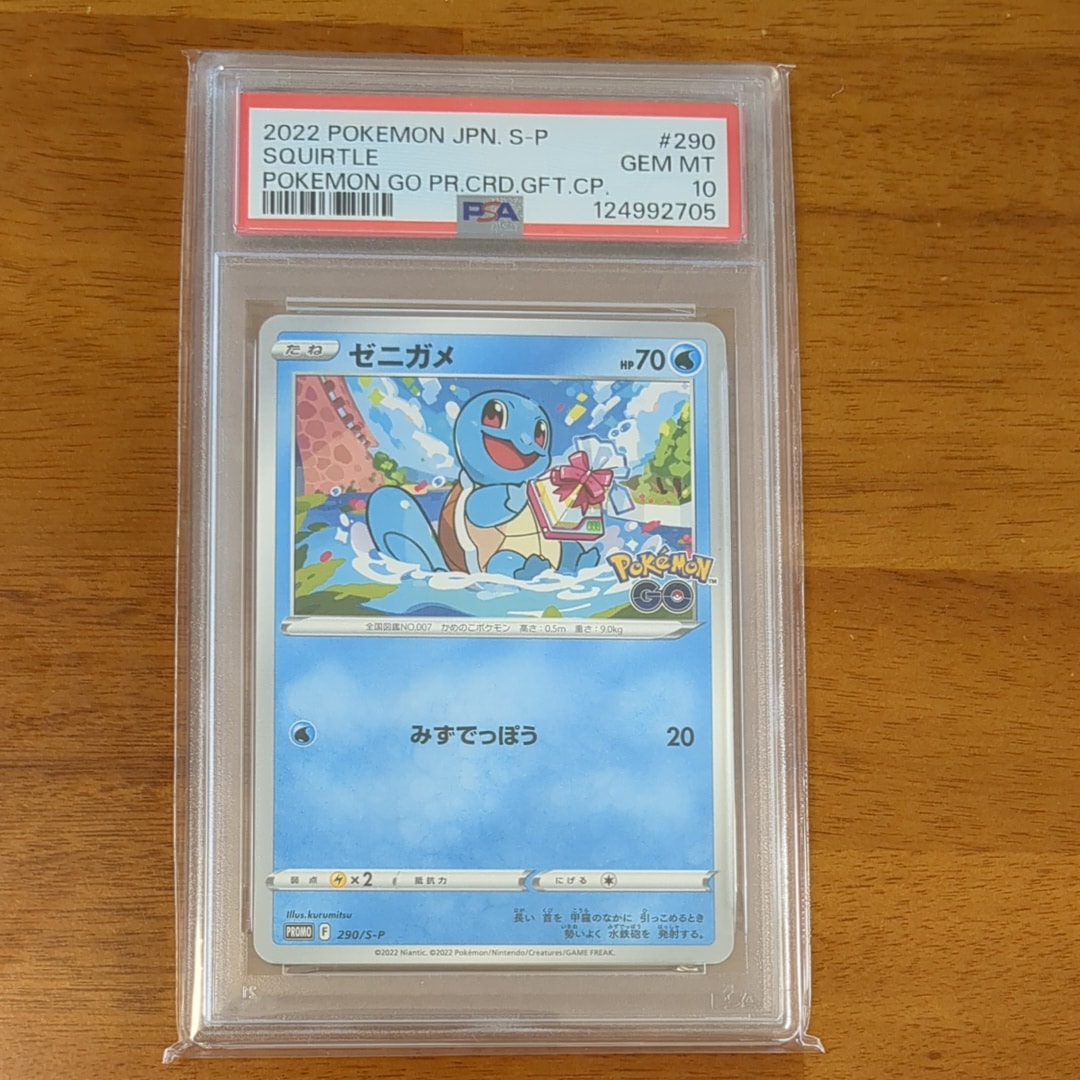 2022 POKEMON JPN. S-P #290
SQUIRTLE GEM MT
POKEMON GO PR.CRD.GFT.CP. 10
PSA 124992705
たね ゼニガメ HP70
Pokémon GO
全国図鑑NO.007 かめのこポケモン 高さ:0.5m 重さ:9.0kg
みずでっぽう 20
弱点 ×2 抵抗力 にげる
Illus.kurumitsu
長い 首を 甲羅のなかに 引っこめるとき
勢いよく 水鉄砲を 発射する。
PROMO F 290/S-P
©2022 Niantic. ©2022 Pokémon/Nintendo/Creatures/GAME FREAK.